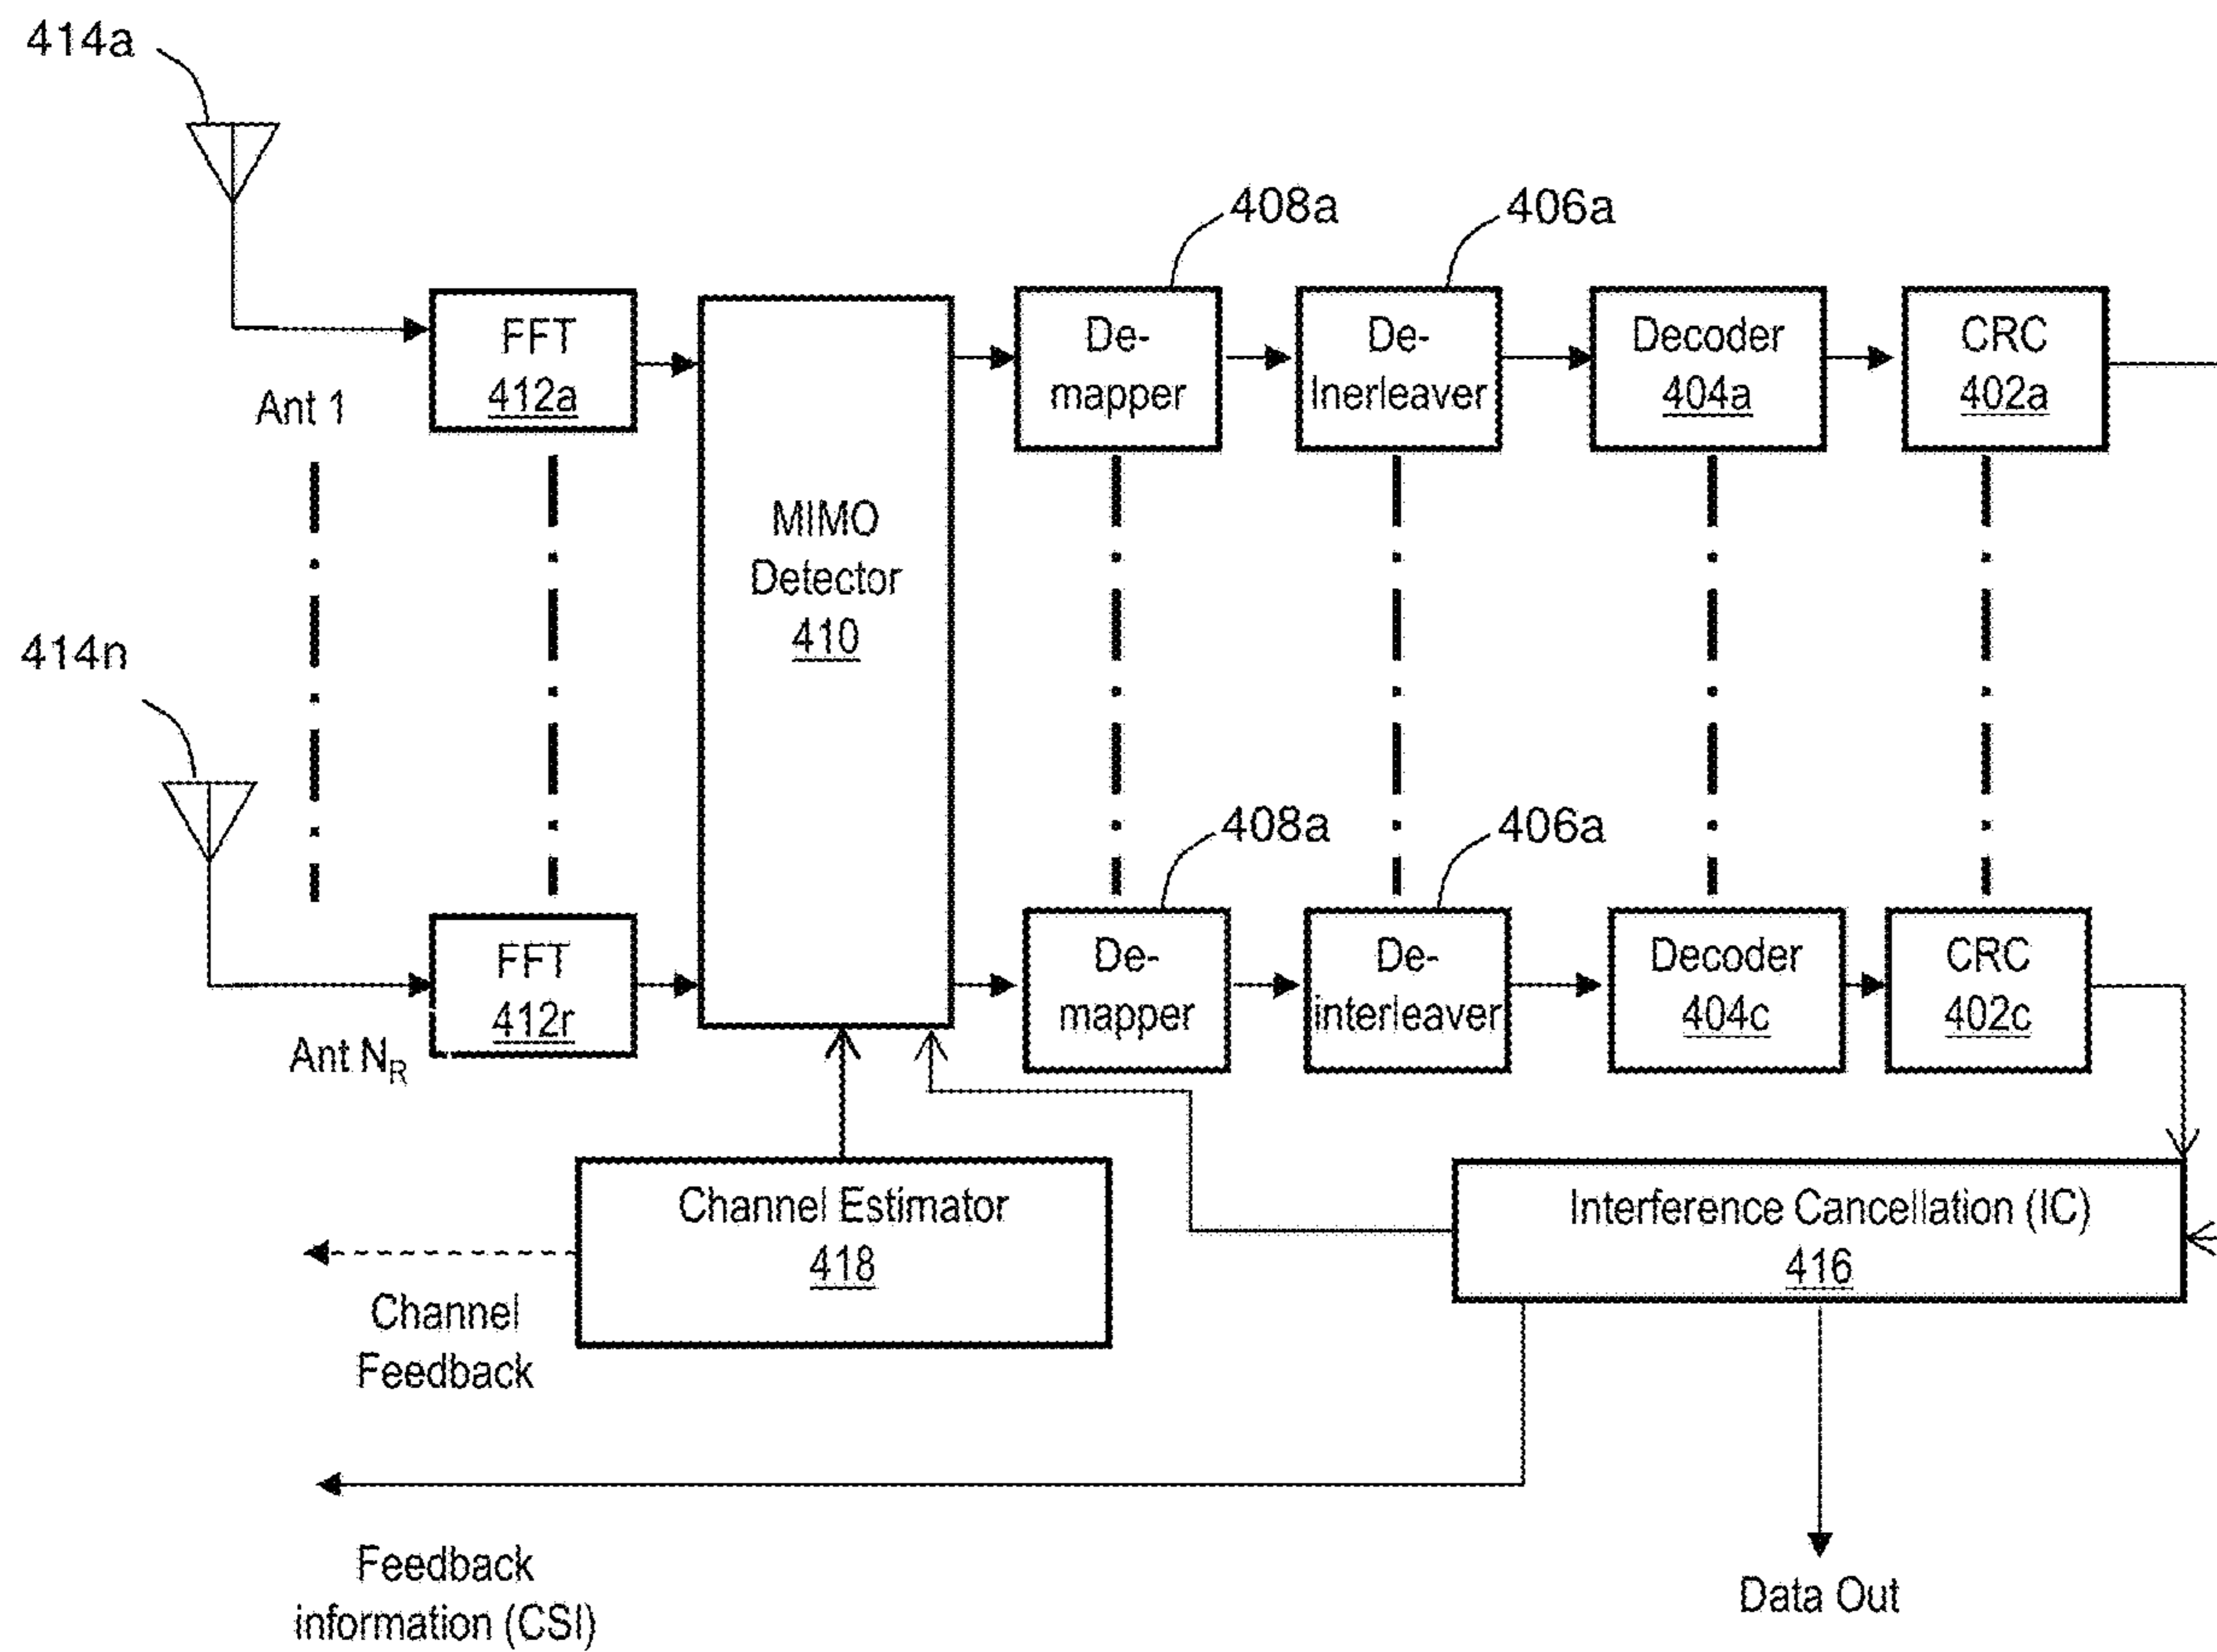 414a
408a
406a
FFT
412a
De-
mapper
De-
Inerleaver
Decoder
404a
CRC
402a
Ant 1
MIMO
Detector
410
414n
408a
406a
FFT
412r
De-
mapper
De-
interleaver
Decoder
404c
CRC
402c
Ant NR
Channel Estimator
418
Interference Cancellation (IC)
416
Channel
Feedback
Feedback
information (CSI)
Data Out